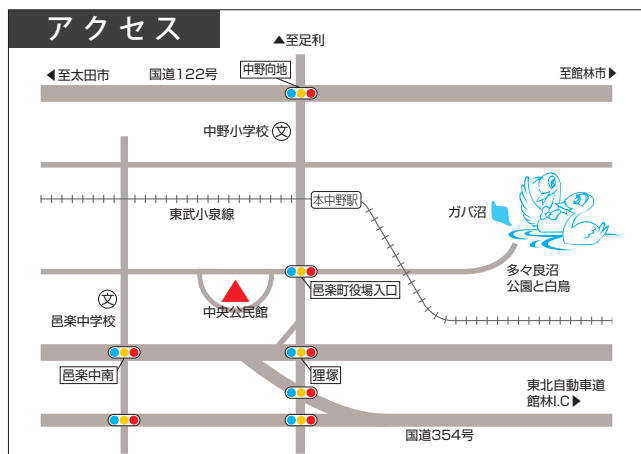 アクセス
▲至足利
◀至太田市
国道122号
中野向地
至館林市▶
中野小学校
文
本中野駅
東武小泉線
ガバ沼
多々良沼
公園と白鳥
邑楽町役場入口
中央公民館
文
邑楽中学校
邑楽中南
狸塚
東北自動車道
館林I.C▶
国道354号